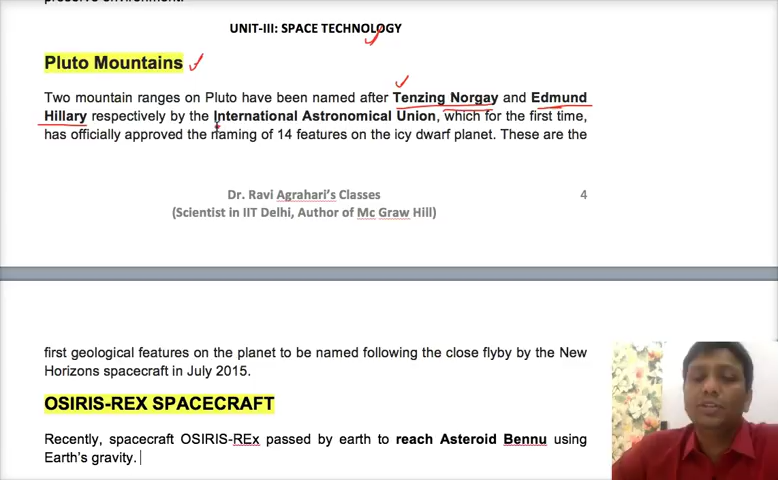 UNIT-III: SPACE TECHNOLOGY
Pluto Mountains
Two mountain ranges on Pluto have been named after Tenzing Norgay and Edmund
Hillary respectively by the International Astronomical Union, which for the first time,
has officially approved the naming of 14 features on the icy dwarf planet. These are the
Dr. Ravi Agrahari's Classes 4
(Scientist in IIT Delhi, Author of Mc Graw Hill)
first geological features on the planet to be named following the close flyby by the New
Horizons spacecraft in July 2015.
OSIRIS-REX SPACECRAFT
Recently, spacecraft OSIRIS-REx passed by earth to reach Asteroid Bennu using
Earth's gravity.